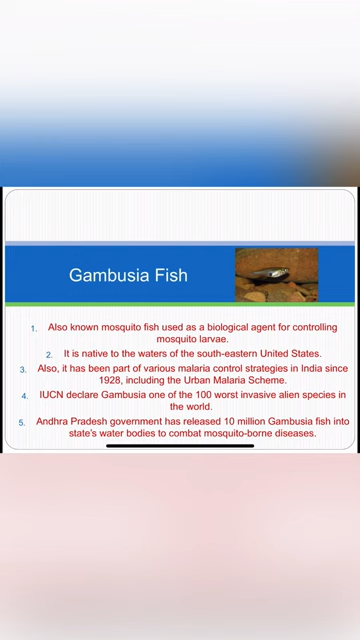 Gambusia Fish
1. Also known mosquito fish used as a biological agent for controlling
mosquito larvae.
2. It is native to the waters of the south-eastern United States.
3. Also, it has been part of various malaria control strategies in India since
1928, including the Urban Malaria Scheme.
4. IUCN declare Gambusia one of the 100 worst invasive alien species in
the world.
5. Andhra Pradesh government has released 10 million Gambusia fish into
state's water bodies to combat mosquito-borne diseases.